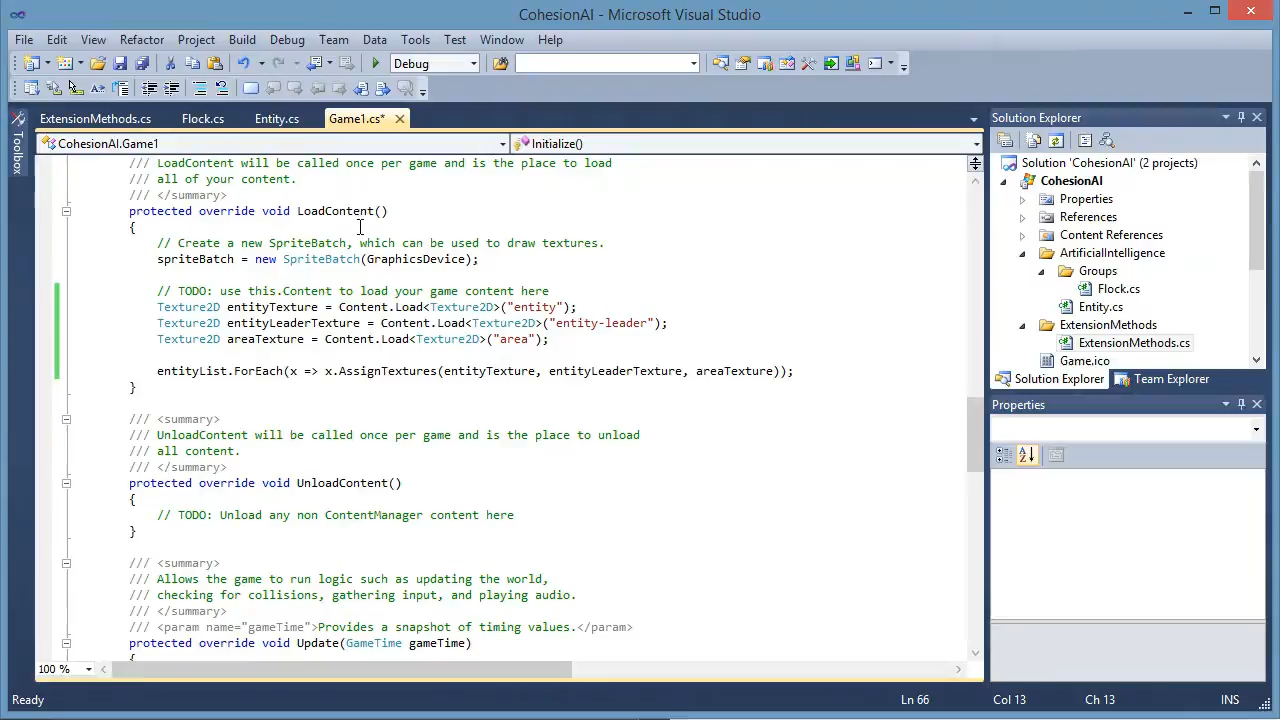 CohesionAI - Microsoft Visual Studio
File Edit View Refactor Project Build Debug Team Data Tools Test Window Help
Debug
ExtensionMethods.cs Flock.cs Entity.cs Game1.cs*
CohesionAI.Game1 Initialize()
Toolbox
/// LoadContent will be called once per game and is the place to load
/// all of your content.
/// </summary>
protected override void LoadContent()
{
// Create a new SpriteBatch, which can be used to draw textures.
spriteBatch = new SpriteBatch(GraphicsDevice);
// TODO: use this.Content to load your game content here
Texture2D entityTexture = Content.Load<Texture2D>("entity");
Texture2D entityLeaderTexture = Content.Load<Texture2D>("entity-leader");
Texture2D areaTexture = Content.Load<Texture2D>("area");
entityList.ForEach(x => x.AssignTextures(entityTexture, entityLeaderTexture, areaTexture));
}
/// <summary>
/// UnloadContent will be called once per game and is the place to unload
/// all content.
/// </summary>
protected override void UnloadContent()
{
// TODO: Unload any non ContentManager content here
}
/// <summary>
/// Allows the game to run logic such as updating the world,
/// checking for collisions, gathering input, and playing audio.
/// </summary>
/// <param name="gameTime">Provides a snapshot of timing values.</param>
protected override void Update(GameTime gameTime)
{
100 %
Solution Explorer
Solution 'CohesionAI' (2 projects)
CohesionAI
Properties
References
Content References
ArtificialIntelligence
Groups
Flock.cs
Entity.cs
ExtensionMethods
ExtensionMethods.cs
Game.ico
Solution Explorer Team Explorer
Properties
Ready Ln 66 Col 13 Ch 13 INS